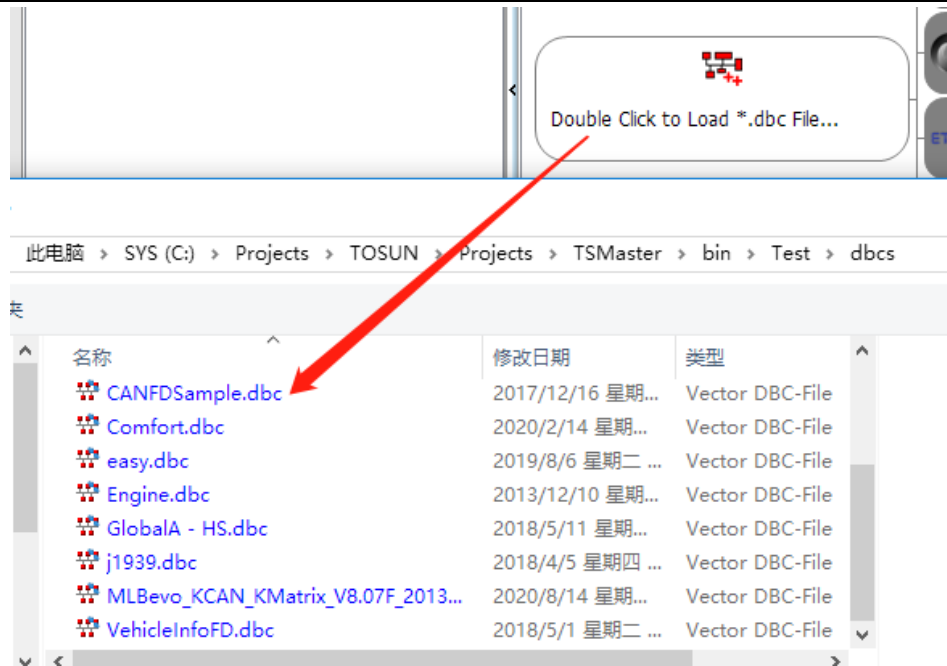 Double Click to Load *.dbc File...
ET
此电脑 > SYS (C:) > Projects > TOSUN > Projects > TSMaster > bin > Test > dbcs
夹
名称 修改日期 类型
CANFDSample.dbc 2017/12/16 星期... Vector DBC-File
Comfort.dbc 2020/2/14 星期... Vector DBC-File
easy.dbc 2019/8/6 星期二 ... Vector DBC-File
Engine.dbc 2013/12/10 星期... Vector DBC-File
GlobalA - HS.dbc 2018/5/11 星期... Vector DBC-File
j1939.dbc 2018/4/5 星期四 ... Vector DBC-File
MLBevo_KCAN_KMatrix_V8.07F_2013... 2020/8/14 星期... Vector DBC-File
VehicleInfoFD.dbc 2018/5/1 星期二 ... Vector DBC-File